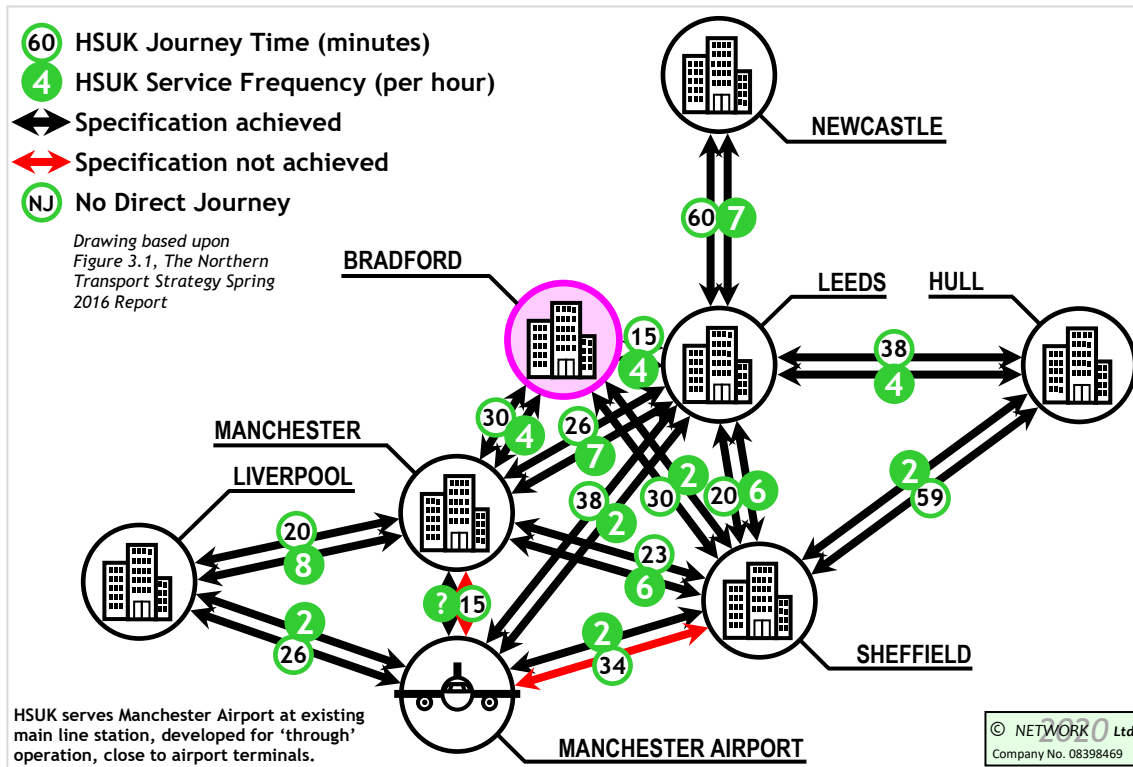 60 HSUK Journey Time (minutes)
4 HSUK Service Frequency (per hour)
Specification achieved
Specification not achieved
NJ No Direct Journey
Drawing based upon
Figure 3.1, The Northern
Transport Strategy Spring
2016 Report
NEWCASTLE
60 7
BRADFORD
LEEDS
HULL
15
4
38
4
30 4
26
7
MANCHESTER
LIVERPOOL
38
2
30 2
20 6
2
59
20
8
23
6
? 15
2
26
2
34
SHEFFIELD
MANCHESTER AIRPORT
HSUK serves Manchester Airport at existing
main line station, developed for ‘through’
operation, close to airport terminals.
© NETWORK 2020 Ltd
Company No. 08398469